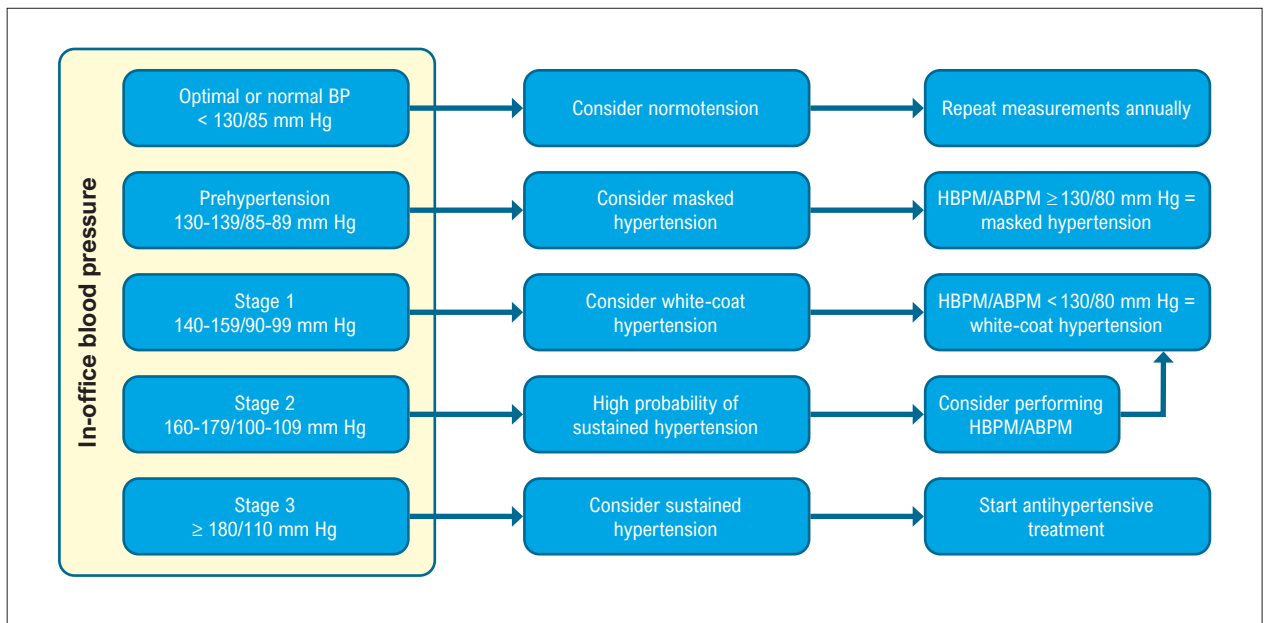 In-office blood pressure
Optimal or normal BP
< 130/85 mm Hg
Consider normotension
Repeat measurements annually
Prehypertension
130-139/85-89 mm Hg
Consider masked
hypertension
HBPM/ABPM ≥ 130/80 mm Hg =
masked hypertension
Stage 1
140-159/90-99 mm Hg
Consider white-coat
hypertension
HBPM/ABPM < 130/80 mm Hg =
white-coat hypertension
Stage 2
160-179/100-109 mm Hg
High probability of
sustained hypertension
Consider performing
HBPM/ABPM
Stage 3
≥ 180/110 mm Hg
Consider sustained
hypertension
Start antihypertensive
treatment